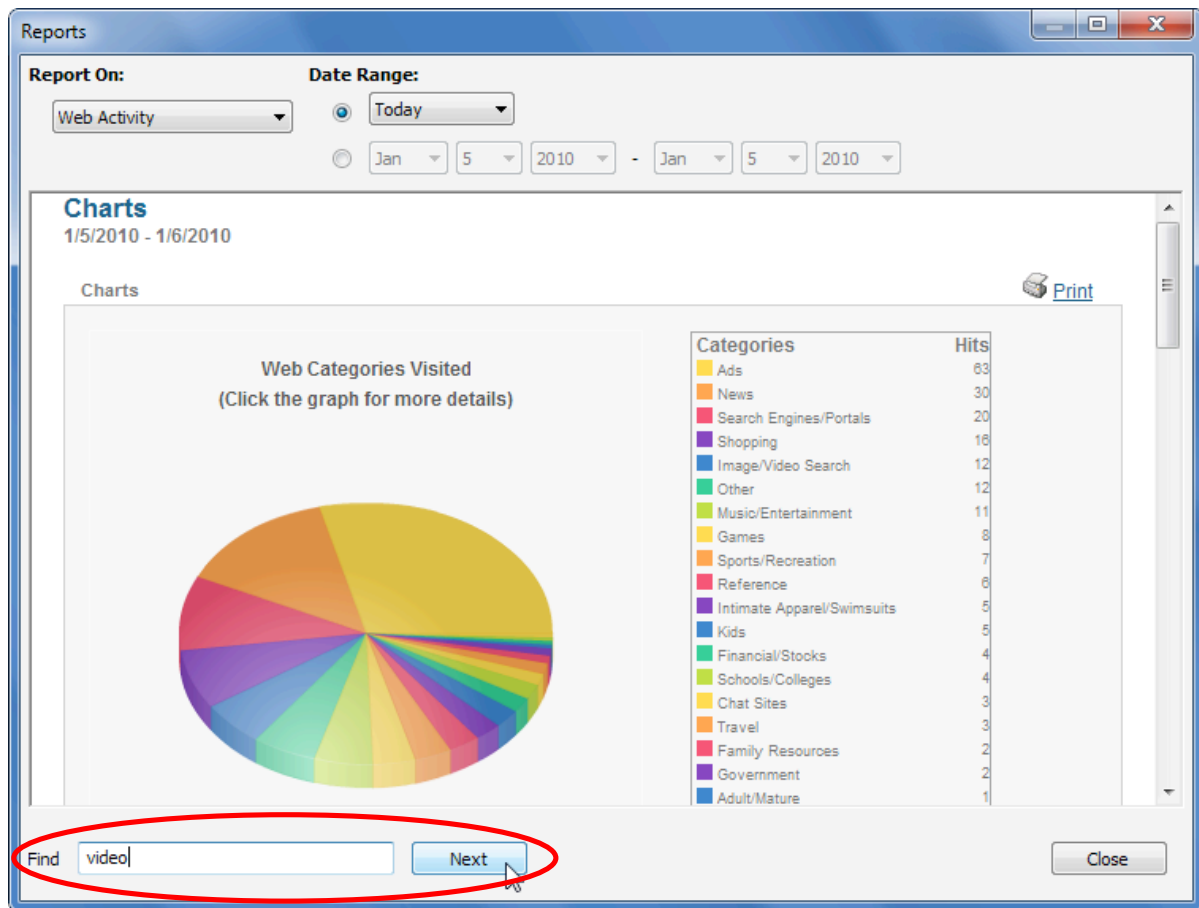 Reports
Report On: Date Range:
Web Activity Today
Jan 5 2010 - Jan 5 2010
Charts
1/5/2010 - 1/6/2010
Charts Print
Web Categories Visited
(Click the graph for more details)
Categories Hits
Ads 63
News 30
Search Engines/Portals 20
Shopping 16
Image/Video Search 12
Other 12
Music/Entertainment 11
Games 8
Sports/Recreation 7
Reference 6
Intimate Apparel/Swimsuits 5
Kids 5
Financial/Stocks 4
Schools/Colleges 4
Chat Sites 3
Travel 3
Family Resources 2
Government 2
Adult/Mature 1
Find video Next Close